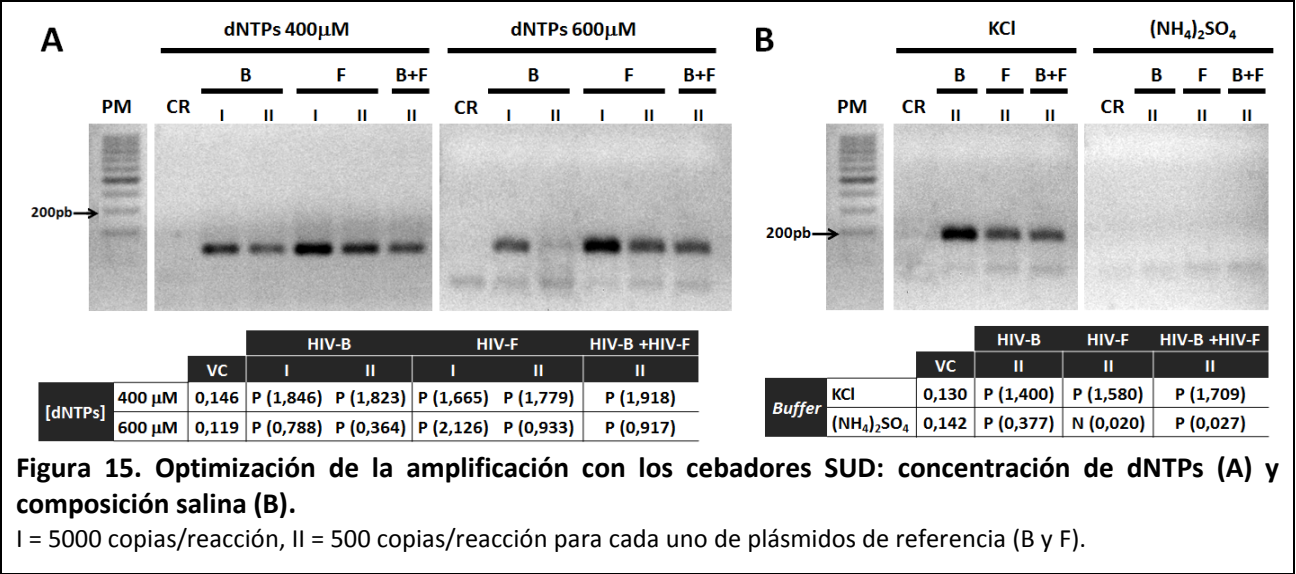 A
dNTPs 400µM
dNTPs 600µM
B F B+F B F B+F
PM CR I II I II II CR I II I II II
200pb
HIV-B HIV-F HIV-B +HIV-F
VC I II I II II
[dNTPs] 400 µM 0,146 P (1,846) P (1,823) P (1,665) P (1,779) P (1,918)
600 µM 0,119 P (0,788) P (0,364) P (2,126) P (0,933) P (0,917)
B
KCl
(NH4)2SO4
B F B+F B F B+F
PM CR II II II CR II II II
200pb
HIV-B HIV-F HIV-B +HIV-F
VC II II II
Buffer KCl 0,130 P (1,400) P (1,580) P (1,709)
(NH4)2SO4 0,142 P (0,377) N (0,020) P (0,027)
Figura 15. Optimización de la amplificación con los cebadores SUD: concentración de dNTPs (A) y
composición salina (B).
I = 5000 copias/reacción, II = 500 copias/reacción para cada uno de plásmidos de referencia (B y F).